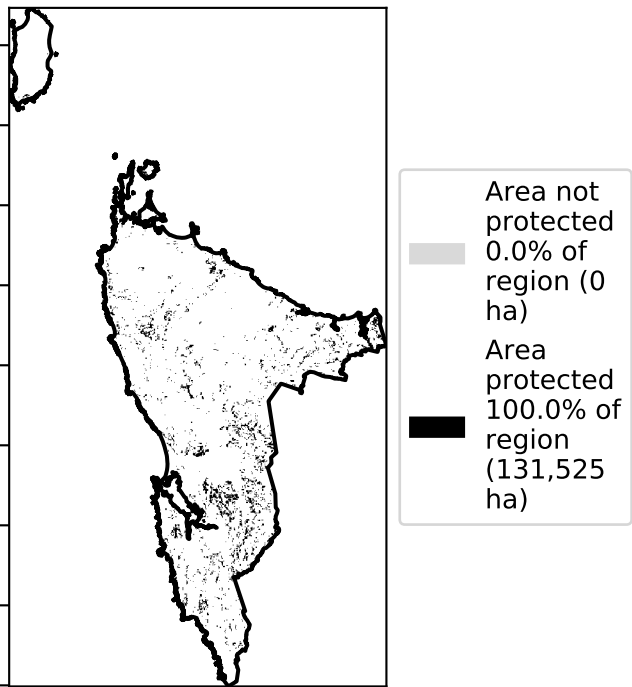 Area not
protected
0.0% of
region (0
ha)
Area
protected
100.0% of
region
(131,525
ha)